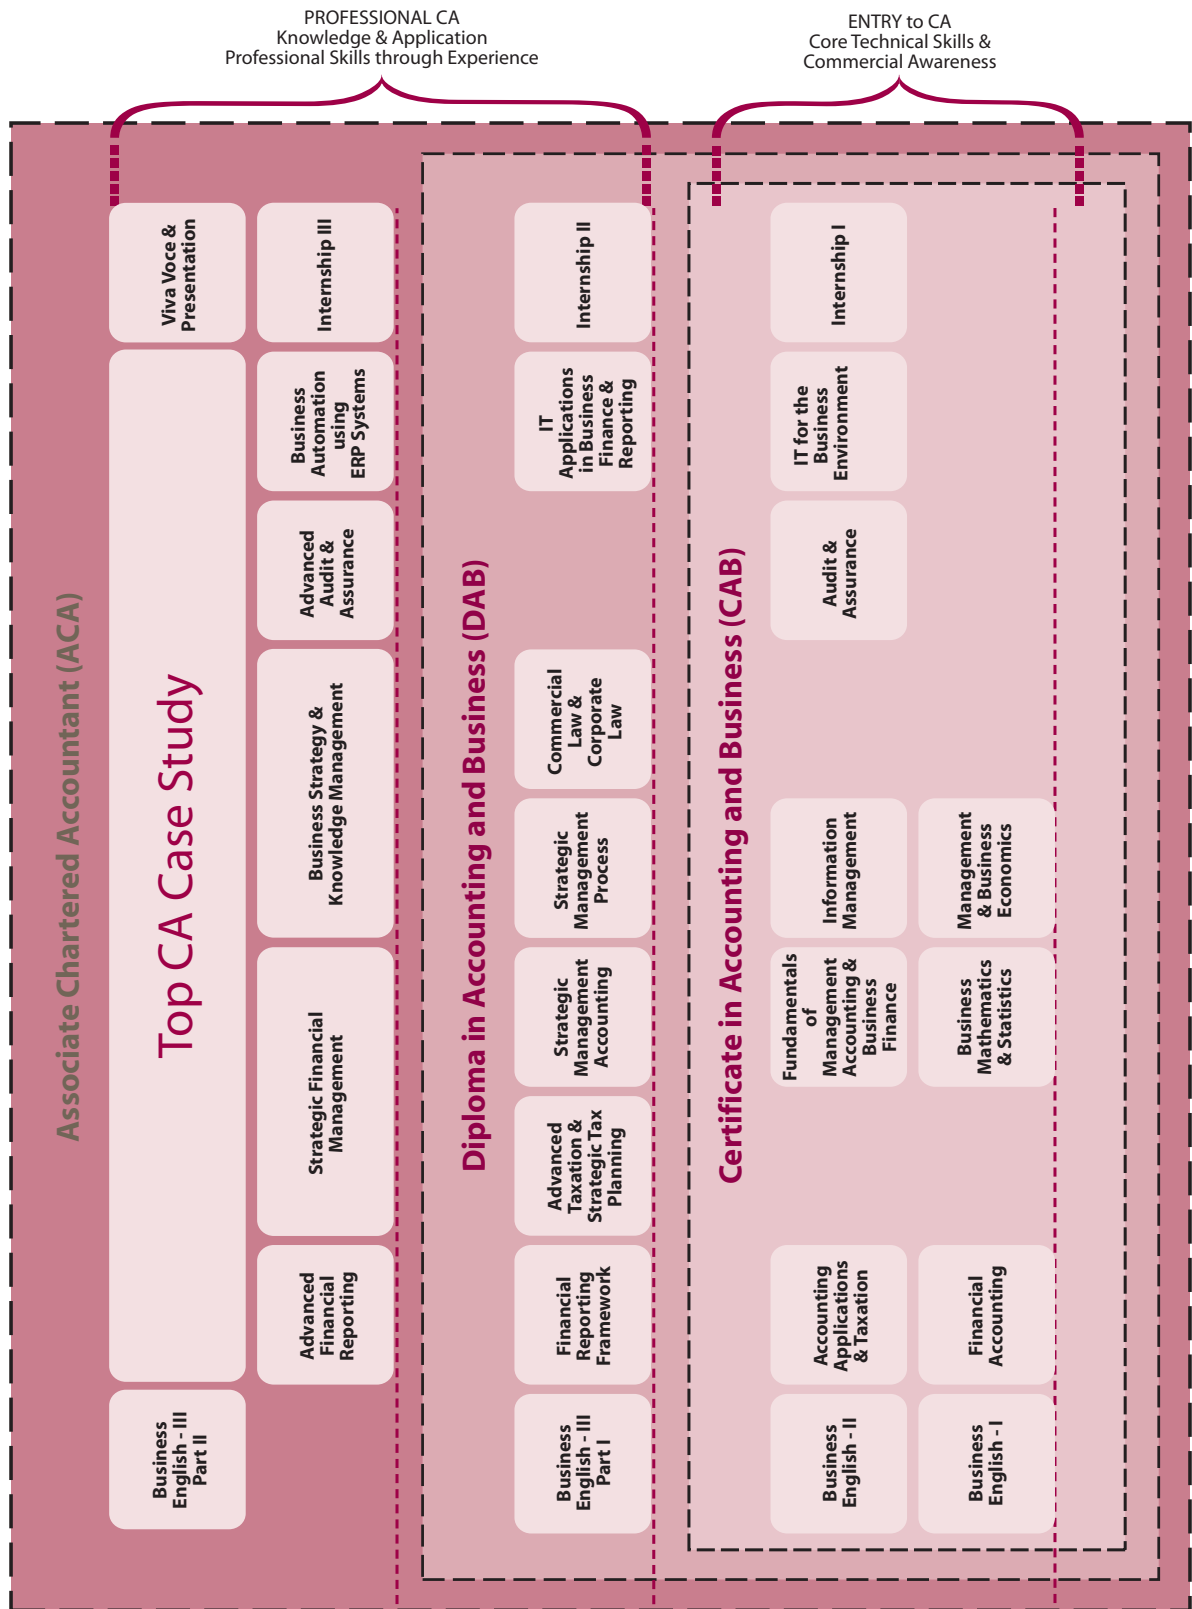 PROFESSIONAL CA
Knowledge & Application
Professional Skills through Experience
ENTRY to CA
Core Technical Skills &
Commercial Awareness
Associate Chartered Accountant (ACA)
Business
English - III
Part II
Top CA Case Study
Viva Voce &
Presentation
Advanced
Financial
Reporting
Strategic Financial
Management
Business Strategy &
Knowledge Management
Advanced
Audit &
Assurance
Business
Automation
using
ERP Systems
Internship III
Diploma in Accounting and Business (DAB)
Business
English - III
Part I
Financial
Reporting
Framework
Advanced
Taxation &
Strategic Tax
Planning
Strategic
Management
Accounting
Strategic
Management
Process
Commercial
Law &
Corporate
Law
IT
Applications
in Business
Finance &
Reporting
Internship II
Certificate in Accounting and Business (CAB)
Business
English - II
Accounting
Applications
& Taxation
Fundamentals
of
Management
Accounting &
Business
Finance
Information
Management
Audit &
Assurance
IT for the
Business
Environment
Internship I
Business
English - I
Financial
Accounting
Business
Mathematics
& Statistics
Management
& Business
Economics